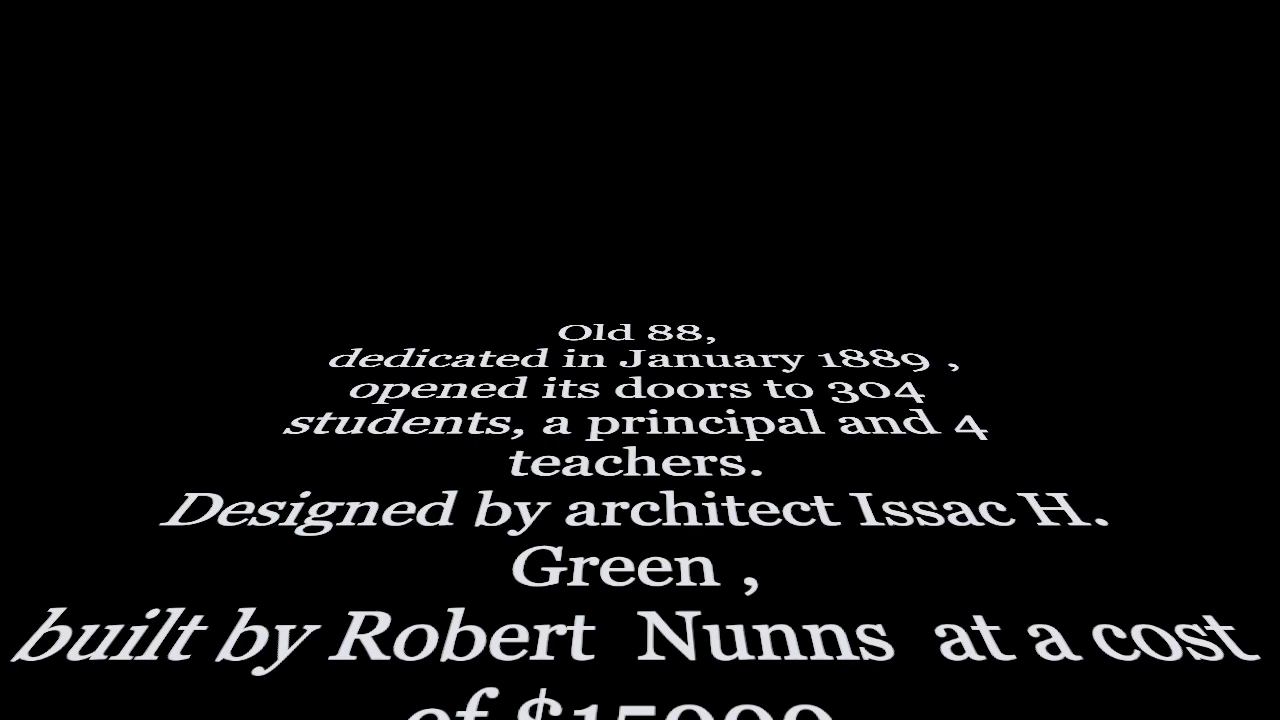 Old 88,
dedicated in January 1889 ,
opened its doors to 304
students, a principal and 4
teachers.
Designed by architect Issac H.
Green ,
built by Robert Nunns at a cost
of $15000